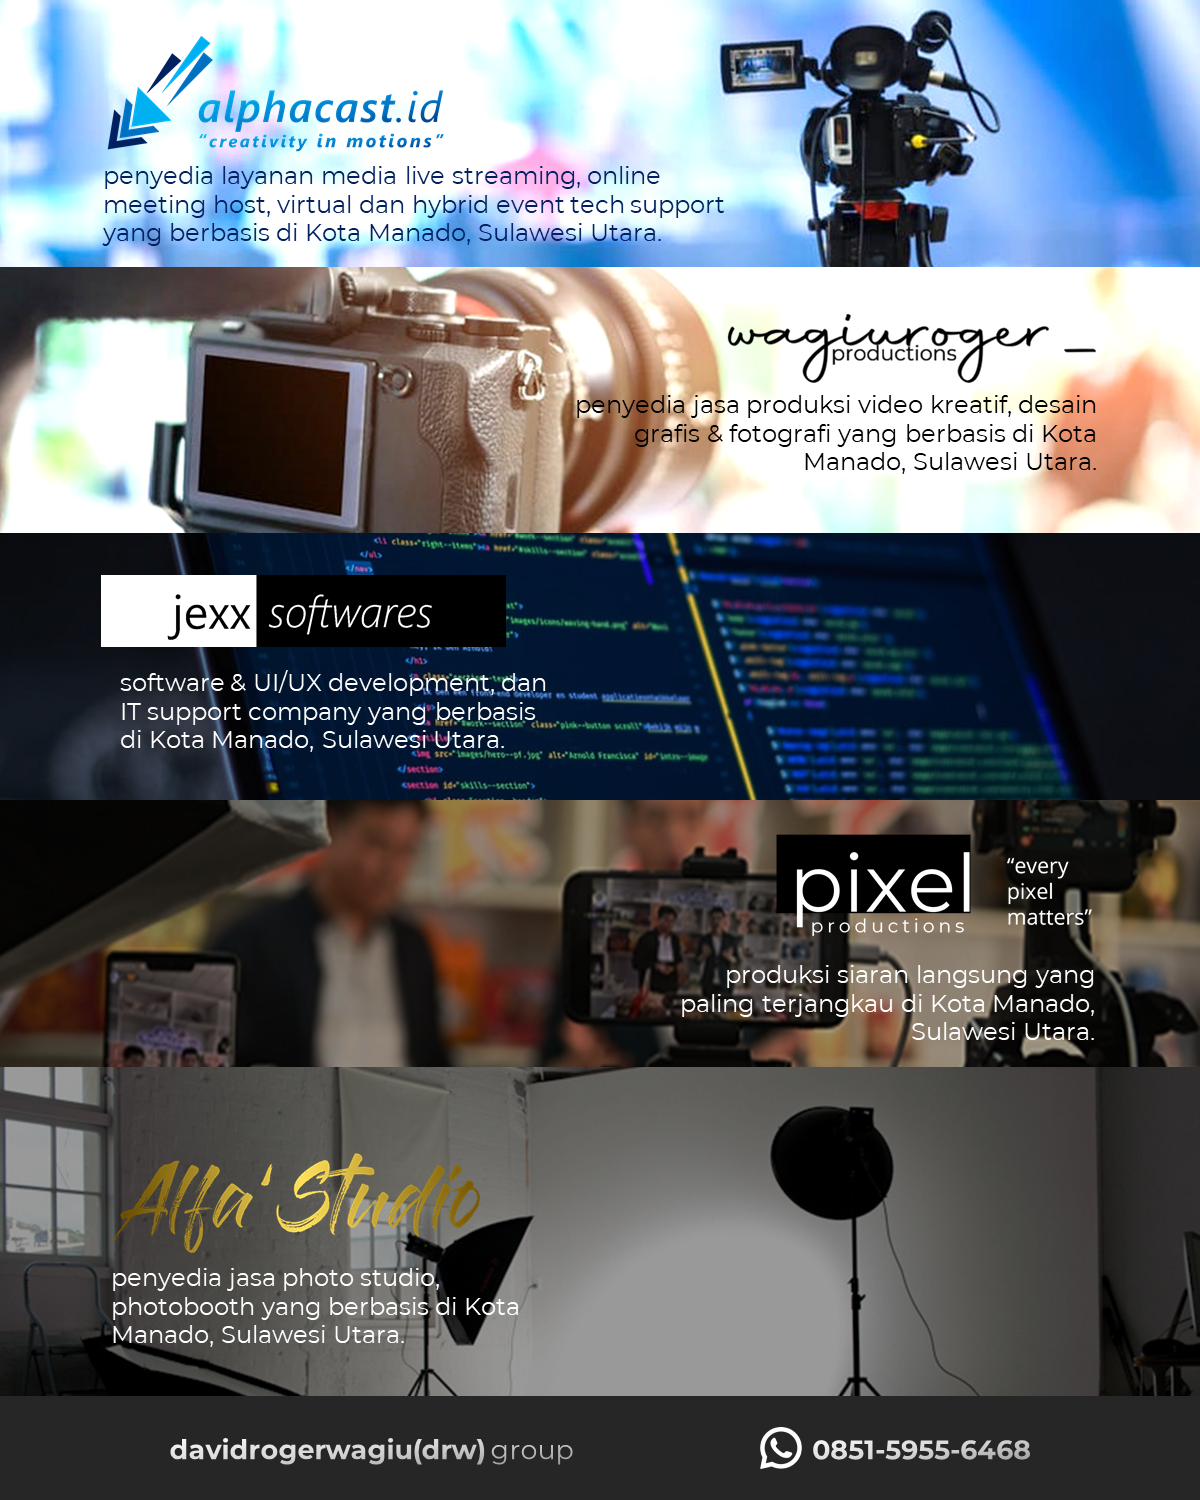 alphacast.id
“creativity in motions”
penyedia layanan media live streaming, online
meeting host, virtual dan hybrid event tech support
yang berbasis di Kota Manado, Sulawesi Utara.
wagiuroger _
productions
penyedia jasa produksi video kreatif, desain
grafis & fotografi yang berbasis di Kota
Manado, Sulawesi Utara.
jexx softwares
software & UI/UX development, dan
IT support company yang berbasis
di Kota Manado, Sulawesi Utara.
pixel
productions
“every
pixel
matters”
produksi siaran langsung yang
paling terjangkau di Kota Manado,
Sulawesi Utara.
Alfa' Studio
penyedia jasa photo studio,
photobooth yang berbasis di Kota
Manado, Sulawesi Utara.
davidrogerwagiu(drw) group
0851-5955-6468